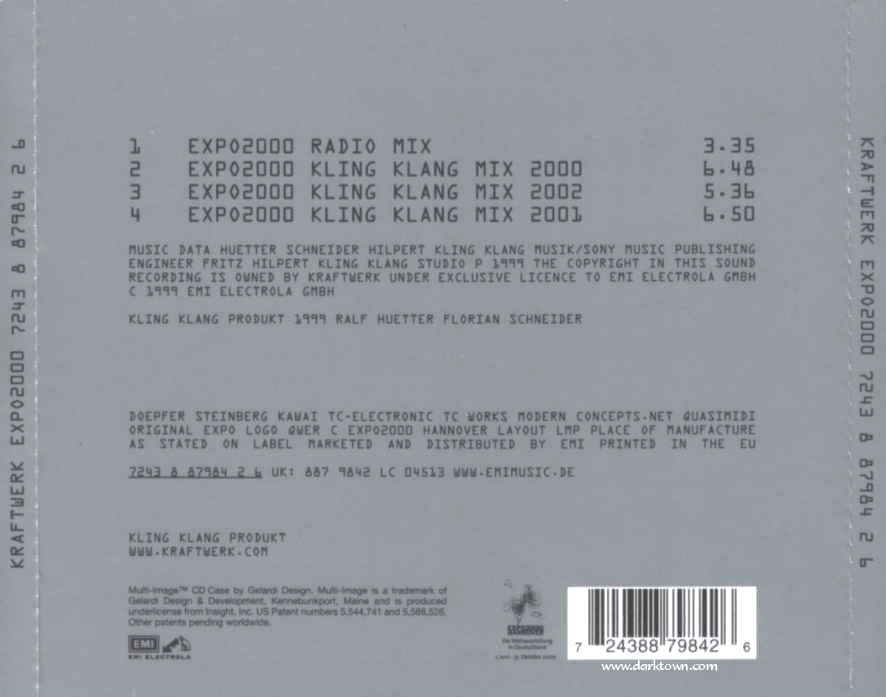 KRAFTWERK EXPO2000 7243 8 87984 2 6
1 EXPO2000 RADIO MIX 3.35
2 EXPO2000 KLING KLANG MIX 2000 6.48
3 EXPO2000 KLING KLANG MIX 2002 5.36
4 EXPO2000 KLING KLANG MIX 2001 6.50
MUSIC DATA HUETTER SCHNEIDER HILPERT KLING KLANG MUSIK/SONY MUSIC PUBLISHING
ENGINEER FRITZ HILPERT KLING KLANG STUDIO P 1999 THE COPYRIGHT IN THIS SOUND
RECORDING IS OWNED BY KRAFTWERK UNDER EXCLUSIVE LICENCE TO EMI ELECTROLA GMBH
C 1999 EMI ELECTROLA GMBH
KLING KLANG PRODUKT 1999 RALF HUETTER FLORIAN SCHNEIDER
DOEPFER STEINBERG KAWAI TC-ELECTRONIC TC WORKS MODERN CONCEPTS.NET QUASIMIDI
ORIGINAL EXPO LOGO QWER C EXPO2000 HANNOVER LAYOUT LMP PLACE OF MANUFACTURE
AS STATED ON LABEL MARKETED AND DISTRIBUTED BY EMI PRINTED IN THE EU
7243 8 87984 2 6 UK: 887 9842 LC 04513 WWW.EMIMUSIC.DE
KLING KLANG PRODUKT
WWW.KRAFTWERK.COM
Multi-Image™ CD Case by Gelardi Design. Multi-Image is a trademark of
Gelardi Design & Development, Kennebunkport, Maine and is produced
underlicense from Insight, Inc. US Patent numbers 5,544,741 and 5,588,526.
Other patents pending worldwide.
EMI
EMI ELECTROLA
EXPO2000
HANNOVER
Die Weltausstellung
in Deutschland
7 24388 79842 6
www.darktown.com
KRAFTWERK EXPO2000 7243 8 87984 2 6